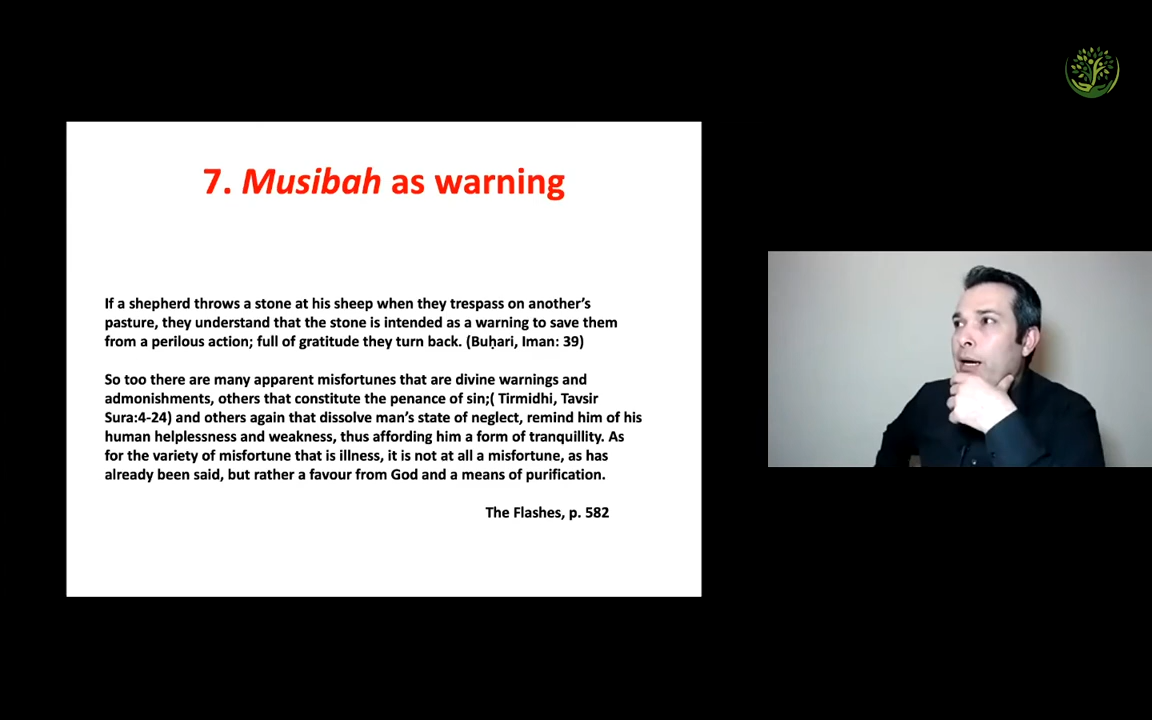 7. Musibah as warning
If a shepherd throws a stone at his sheep when they trespass on another’s
pasture, they understand that the stone is intended as a warning to save them
from a perilous action; full of gratitude they turn back. (Buḥari, Iman: 39)
So too there are many apparent misfortunes that are divine warnings and
admonishments, others that constitute the penance of sin;( Tirmidhi, Tavsir
Sura:4-24) and others again that dissolve man’s state of neglect, remind him of his
human helplessness and weakness, thus affording him a form of tranquillity. As
for the variety of misfortune that is illness, it is not at all a misfortune, as has
already been said, but rather a favour from God and a means of purification.
The Flashes, p. 582